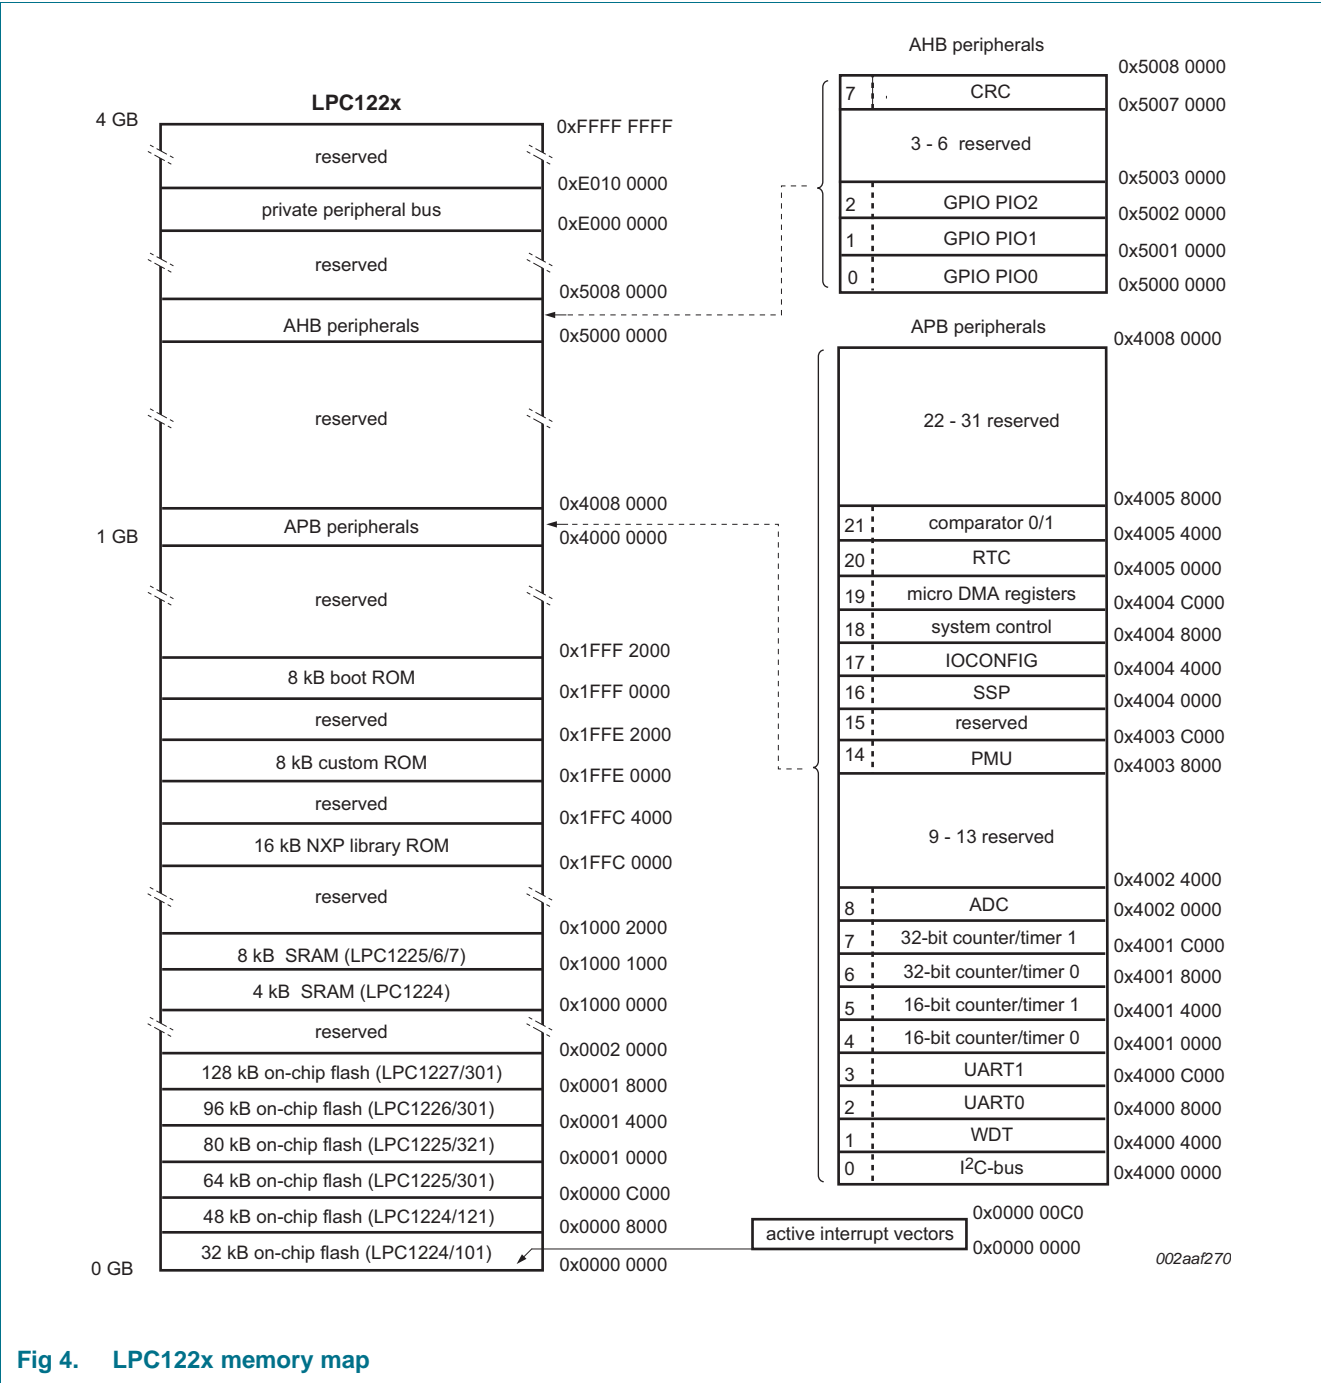 LPC122x
4 GB
0xFFFF FFFF
reserved
0xE010 0000
private peripheral bus
0xE000 0000
reserved
0x5008 0000
AHB peripherals
0x5000 0000
reserved
0x4008 0000
1 GB
APB peripherals
0x4000 0000
reserved
0x1FFF 2000
8 kB boot ROM
0x1FFF 0000
reserved
0x1FFE 2000
8 kB custom ROM
0x1FFE 0000
reserved
0x1FFC 4000
16 kB NXP library ROM
0x1FFC 0000
reserved
0x1000 2000
8 kB SRAM (LPC1225/6/7)
0x1000 1000
4 kB SRAM (LPC1224)
0x1000 0000
reserved
0x0002 0000
128 kB on-chip flash (LPC1227/301)
0x0001 8000
96 kB on-chip flash (LPC1226/301)
0x0001 4000
80 kB on-chip flash (LPC1225/321)
0x0001 0000
64 kB on-chip flash (LPC1225/301)
0x0000 C000
48 kB on-chip flash (LPC1224/121)
0x0000 8000
32 kB on-chip flash (LPC1224/101)
0 GB
0x0000 0000
AHB peripherals
0x5008 0000
7 CRC
0x5007 0000
3 - 6 reserved
0x5003 0000
2 GPIO PIO2
0x5002 0000
1 GPIO PIO1
0x5001 0000
0 GPIO PIO0
0x5000 0000
APB peripherals
0x4008 0000
22 - 31 reserved
0x4005 8000
21 comparator 0/1
0x4005 4000
20 RTC
0x4005 0000
19 micro DMA registers
0x4004 C000
18 system control
0x4004 8000
17 IOCONFIG
0x4004 4000
16 SSP
0x4004 0000
15 reserved
0x4003 C000
14 PMU
0x4003 8000
9 - 13 reserved
0x4002 4000
8 ADC
0x4002 0000
7 32-bit counter/timer 1
0x4001 C000
6 32-bit counter/timer 0
0x4001 8000
5 16-bit counter/timer 1
0x4001 4000
4 16-bit counter/timer 0
0x4001 0000
3 UART1
0x4000 C000
2 UART0
0x4000 8000
1 WDT
0x4000 4000
0 I2C-bus
0x4000 0000
0x0000 00C0
active interrupt vectors
0x0000 0000
002aaf270
Fig 4. LPC122x memory map